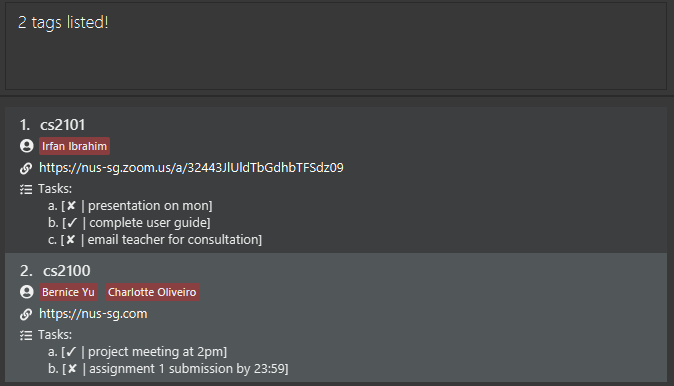 2 tags listed!
1. cs2101
Irfan Ibrahim
https://nus-sg.zoom.us/a/32443JlUldTbGdhbTFSdz09
Tasks:
a. [✘ | presentation on mon]
b. [✓ | complete user guide]
c. [✘ | email teacher for consultation]
2. cs2100
Bernice Yu Charlotte Oliveiro
https://nus-sg.com
Tasks:
a. [✓ | project meeting at 2pm]
b. [✘ | assignment 1 submission by 23:59]